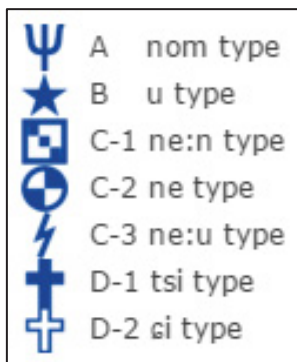 A nom type
B u type
C-1 ne:n type
C-2 ne type
C-3 ne:u type
D-1 tsi type
D-2 ɕi type